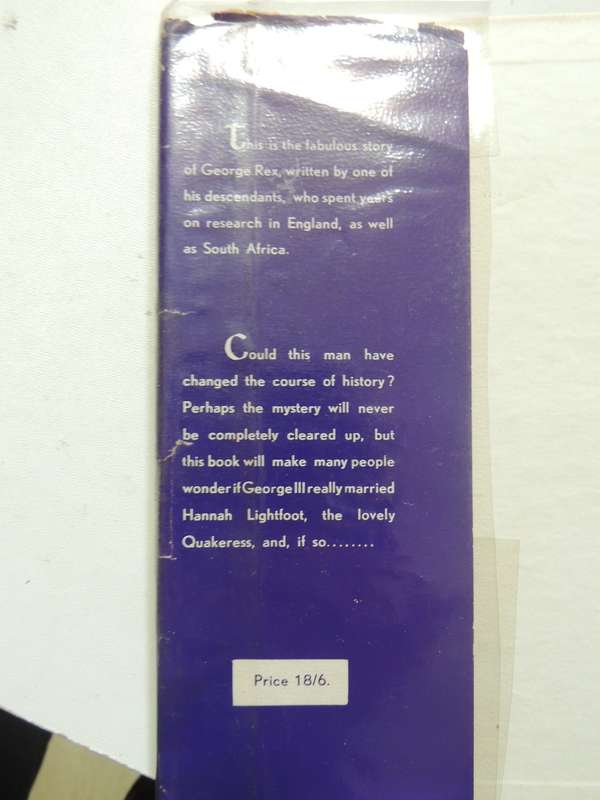 This is the fabulous story
of George Rex, written by one of
his descendants, who spent years
on research in England, as well
as South Africa.
Could this man have
changed the course of history?
Perhaps the mystery will never
be completely cleared up, but
this book will make many people
wonder if George III really married
Hannah Lightfoot, the lovely
Quakeress, and, if so........
Price 18/6.